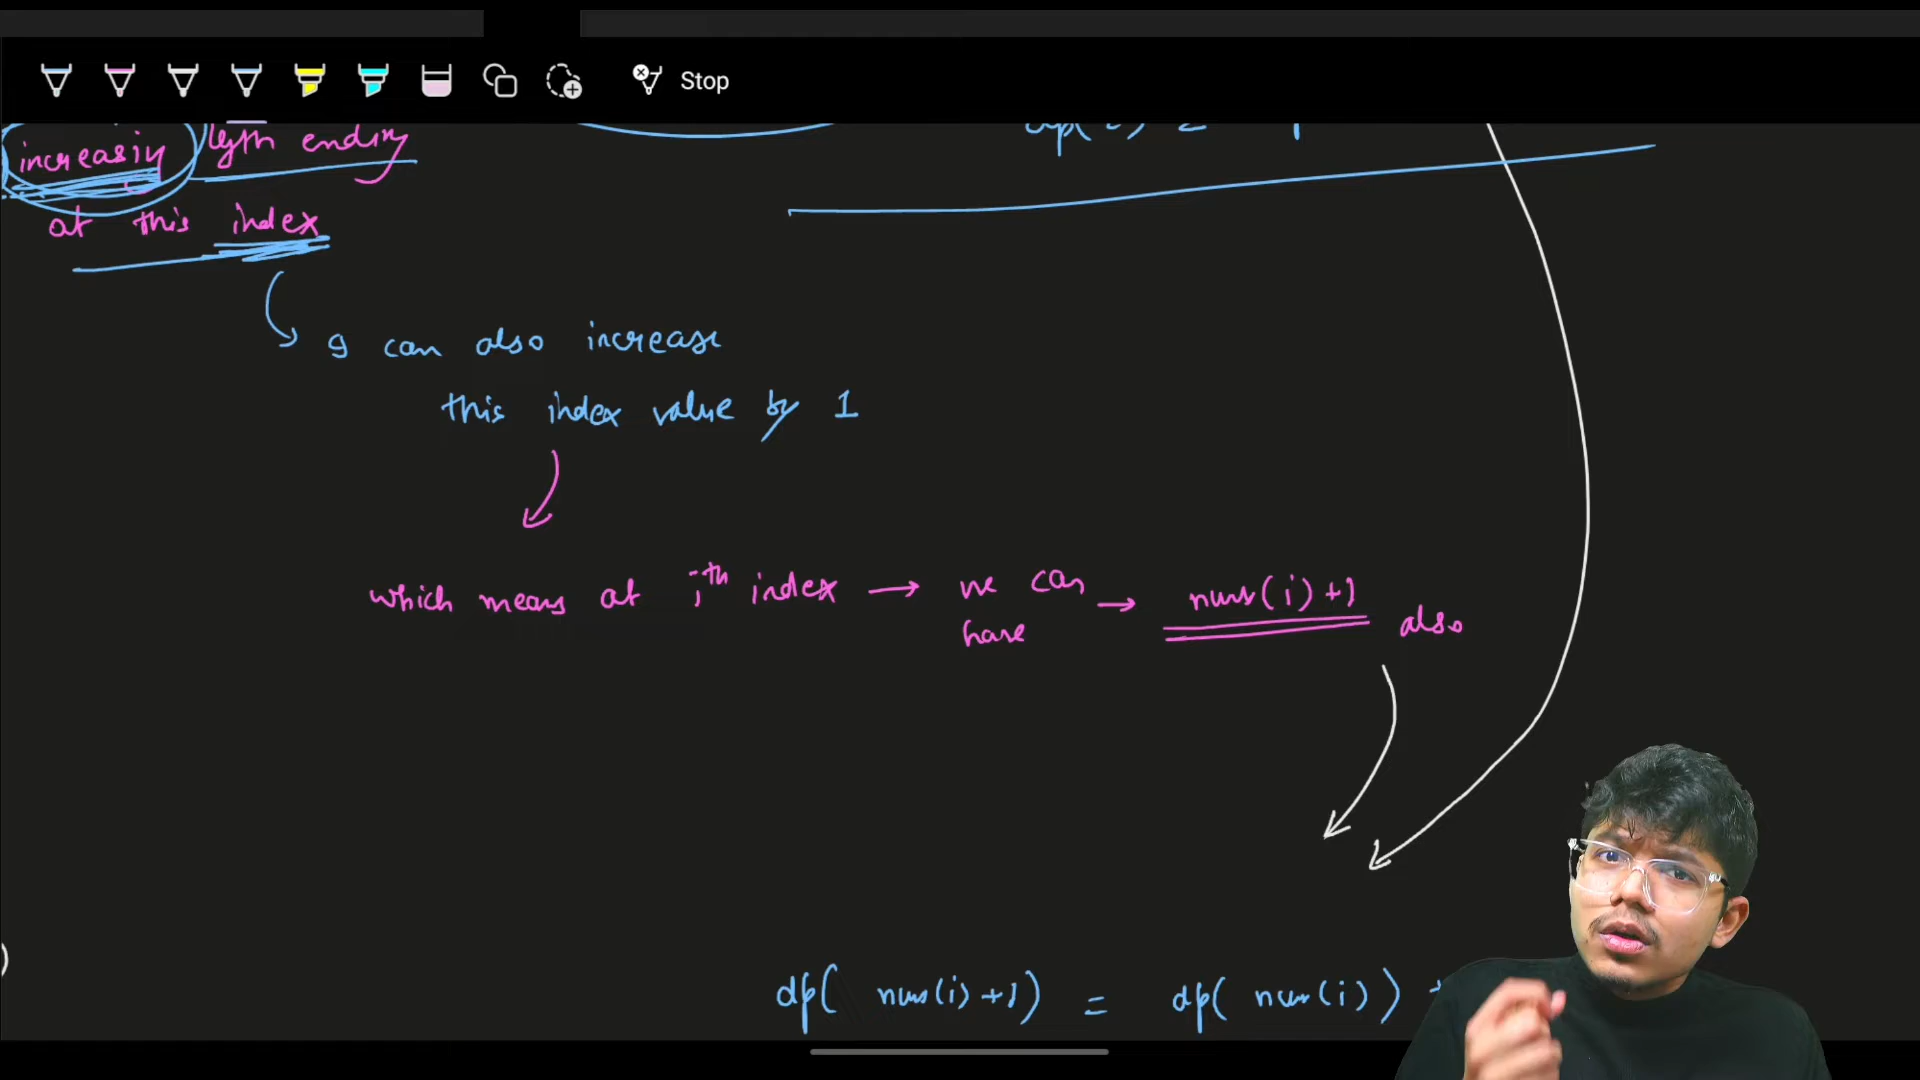 Stop
increasing length ending
at this index
I can also increase
this index value by 1
which means at ith index → we can → nums(i)+1 also
have
dp( nums(i)+1) = dp( nums(i))